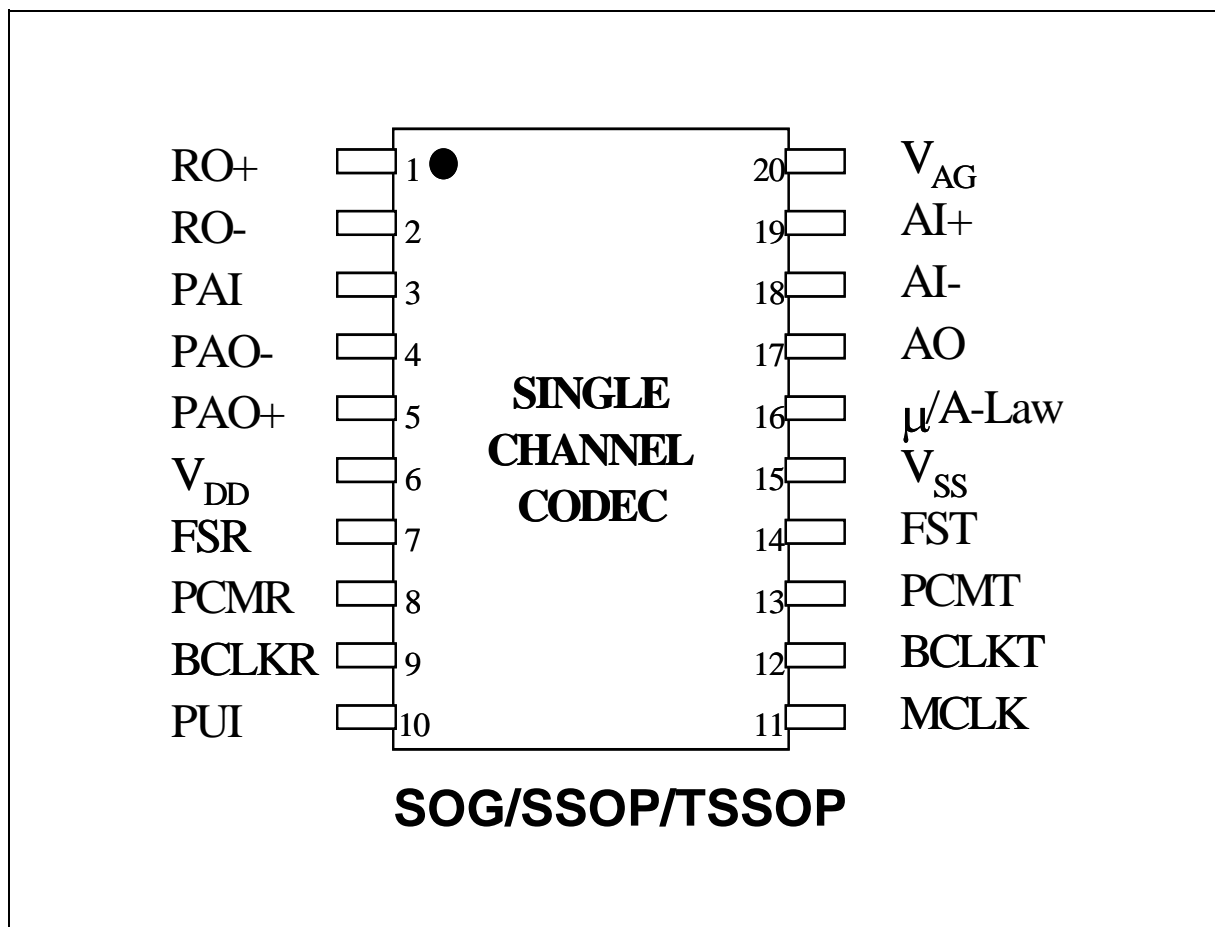 RO+ 1 20 VAG
RO- 2 19 AI+
PAI 3 18 AI-
PAO- 4 17 AO
PAO+ 5 16 μ/A-Law
VDD 6 15 VSS
FSR 7 14 FST
PCMR 8 13 PCMT
BCLKR 9 12 BCLKT
PUI 10 11 MCLK
SINGLE
CHANNEL
CODEC
SOG/SSOP/TSSOP